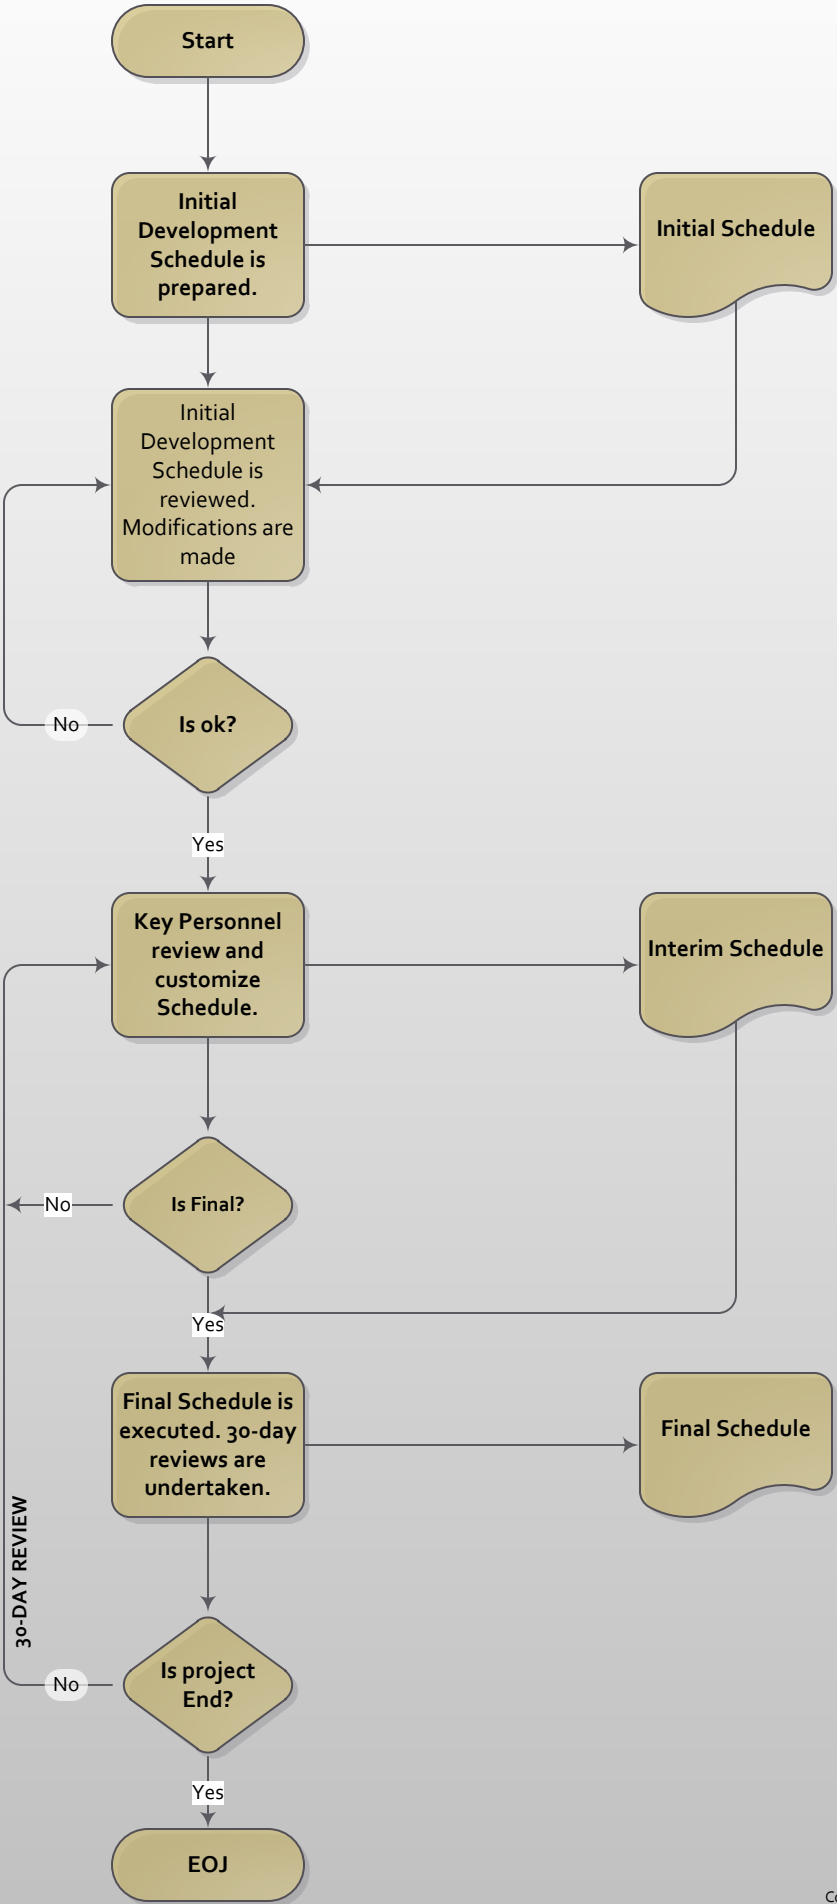 Start
Initial
Development
Schedule is
prepared.
Initial Schedule
Initial
Development
Schedule is
reviewed.
Modifications are
made
Is ok?
No
Yes
Key Personnel
review and
customize
Schedule.
Interim Schedule
Is Final?
No
Yes
Final Schedule is
executed. 30-day
reviews are
undertaken.
Final Schedule
30-DAY REVIEW
Is project
End?
No
Yes
EOJ